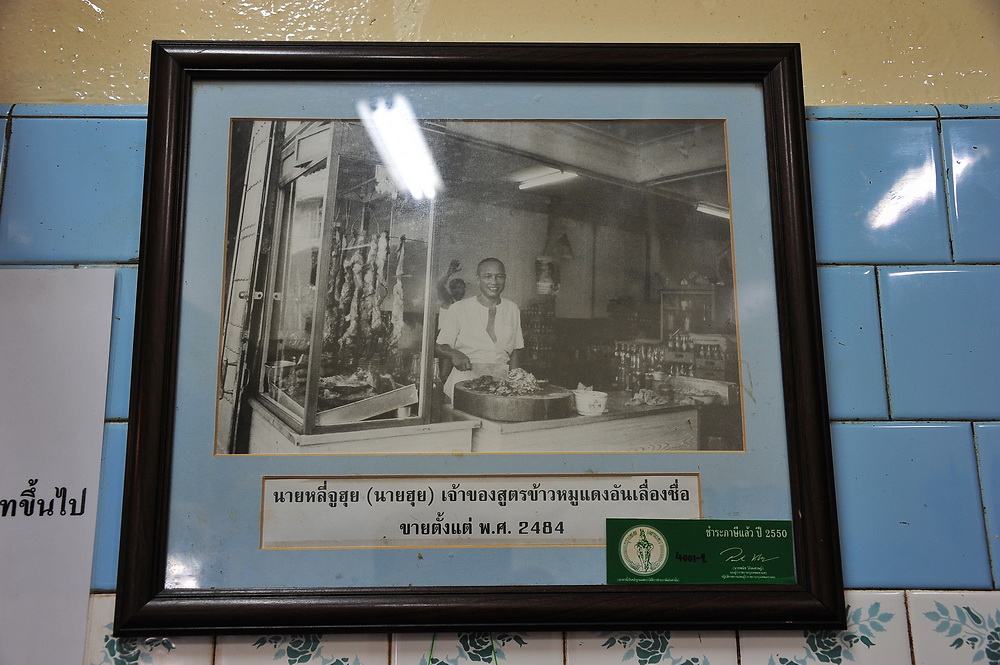 นายหลี่จูฮุย (นายฮุย) เจ้าของสูตรข้าวหมูแดงอันเลื่องชื่อ
ขายตั้งแต่ พ.ศ. 2484
ชำระภาษีแล้ว ปี 2550
ทขึ้นไป